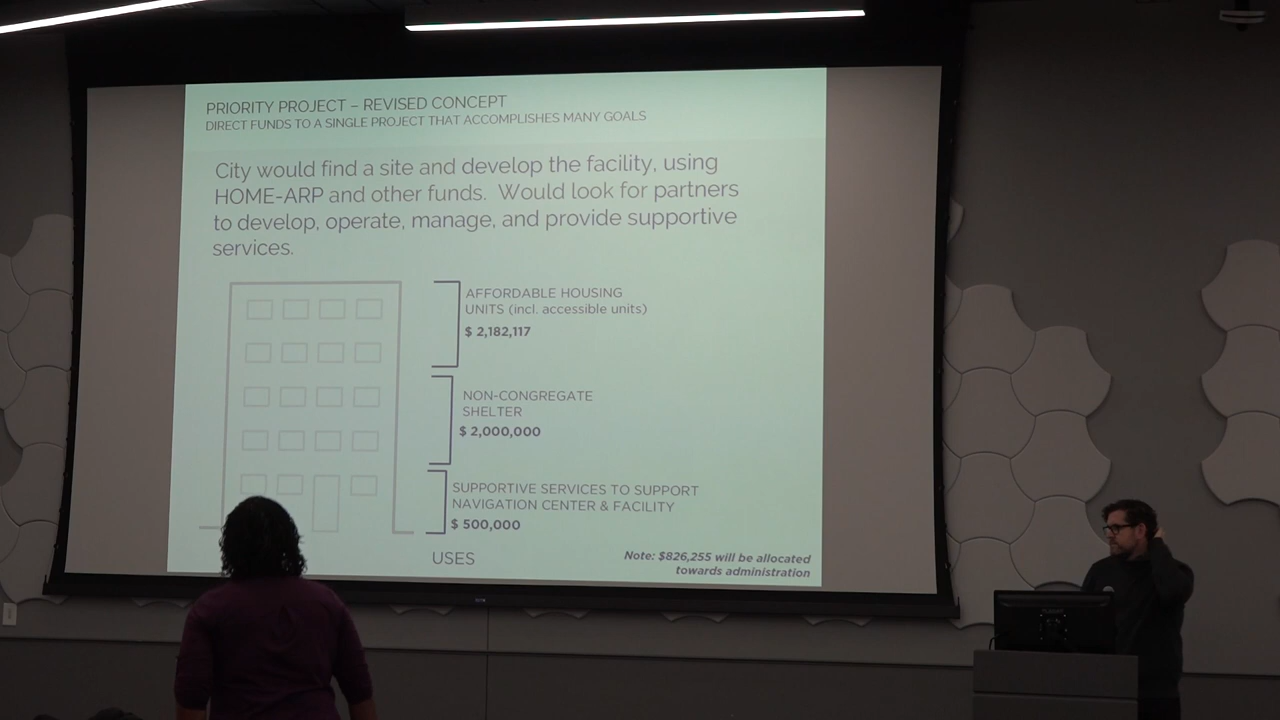 PRIORITY PROJECT – REVISED CONCEPT
DIRECT FUNDS TO A SINGLE PROJECT THAT ACCOMPLISHES MANY GOALS
City would find a site and develop the facility, using
HOME-ARP and other funds. Would look for partners
to develop, operate, manage, and provide supportive
services.
AFFORDABLE HOUSING
UNITS (incl. accessible units)
$ 2,182,117
NON-CONGREGATE
SHELTER
$ 2,000,000
SUPPORTIVE SERVICES TO SUPPORT
NAVIGATION CENTER & FACILITY
$ 500,000
USES
Note: $826,255 will be allocated
towards administration